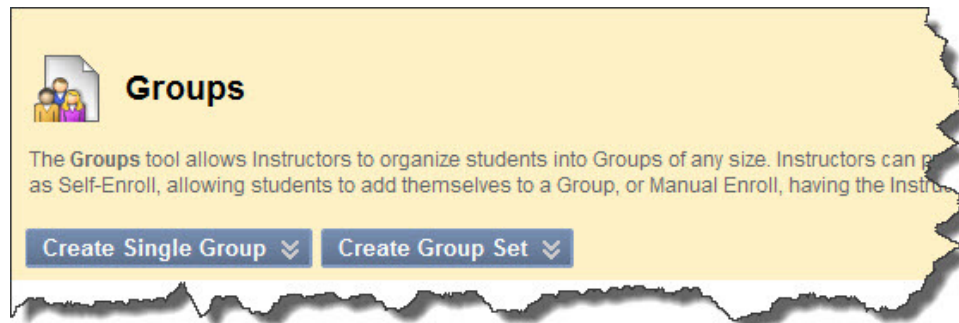 Groups
The Groups tool allows Instructors to organize students into Groups of any size. Instructors can
as Self-Enroll, allowing students to add themselves to a Group, or Manual Enroll, having the
Create Single Group Create Group Set